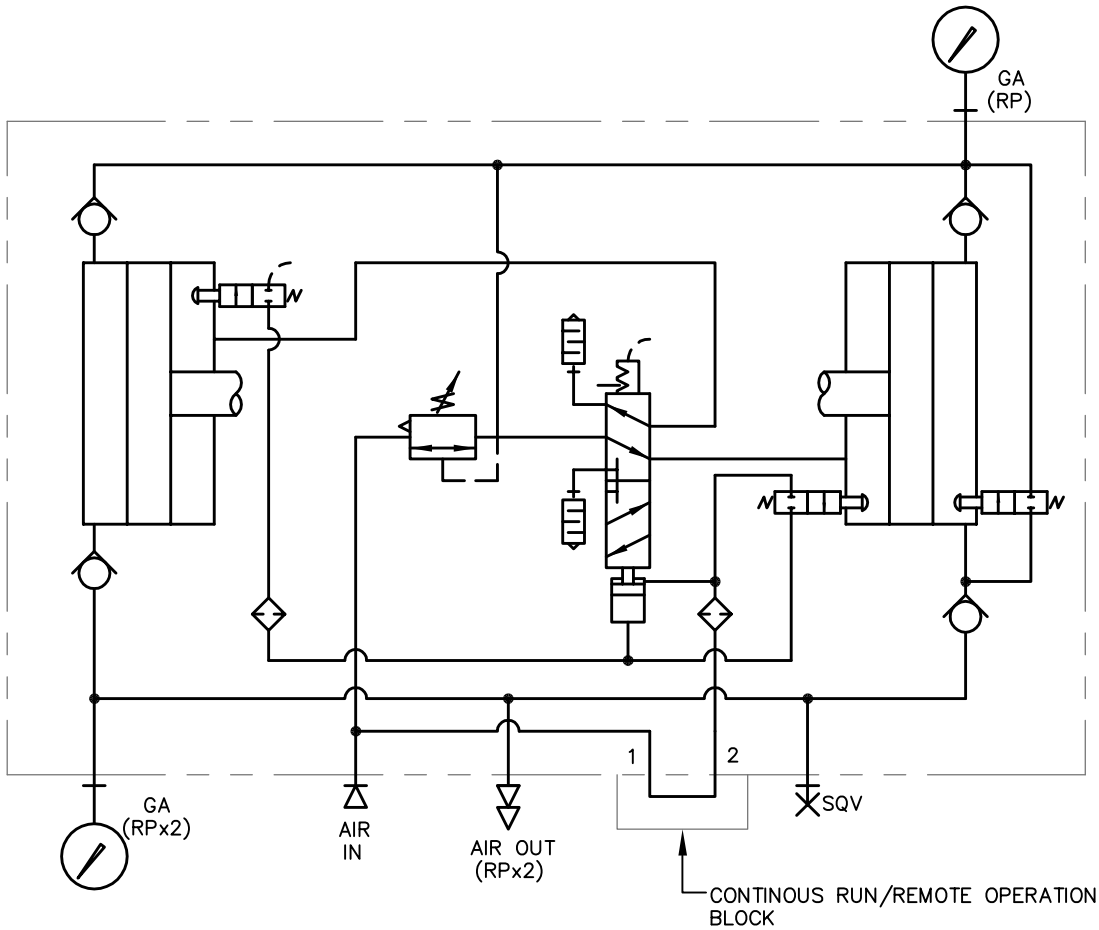 GA
(RP)
1
2
GA
(RPx2)
AIR
IN
AIR OUT
(RPx2)
SQV
CONTINOUS RUN/REMOTE OPERATION
BLOCK